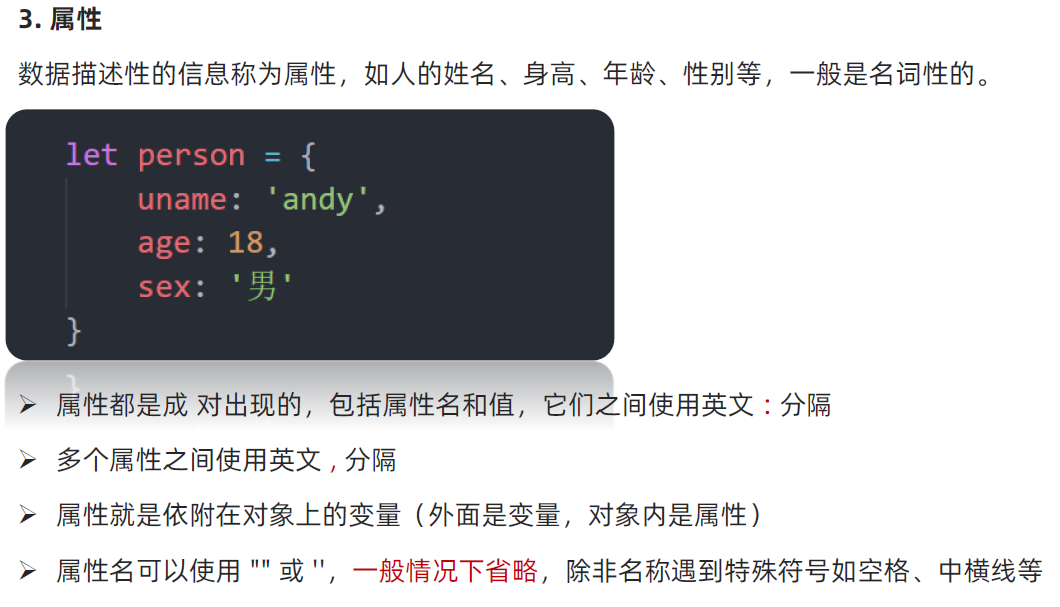 3. 属性
数据描述性的信息称为属性，如人的姓名、身高、年龄、性别等，一般是名词性的。
let person = {
    uname: 'andy',
    age: 18,
    sex: '男'
}
➢ 属性都是成 对出现的，包括属性名和值，它们之间使用英文 : 分隔
➢ 多个属性之间使用英文 , 分隔
➢ 属性就是依附在对象上的变量（外面是变量，对象内是属性）
➢ 属性名可以使用 "" 或 ''，一般情况下省略，除非名称遇到特殊符号如空格、中横线等